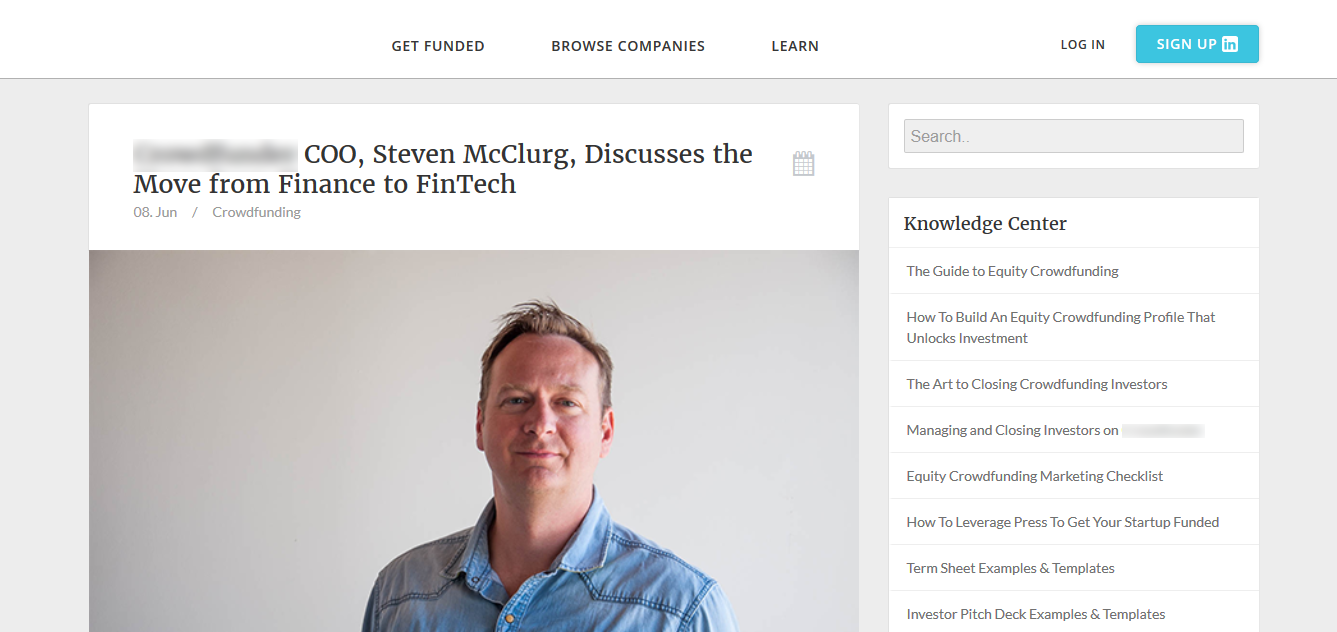 GET FUNDED
BROWSE COMPANIES
LEARN
LOG IN
SIGN UP in
COO, Steven McClurg, Discusses the
Move from Finance to FinTech
08. Jun / Crowdfunding
Search..
Knowledge Center
The Guide to Equity Crowdfunding
How To Build An Equity Crowdfunding Profile That
Unlocks Investment
The Art to Closing Crowdfunding Investors
Managing and Closing Investors on
Equity Crowdfunding Marketing Checklist
How To Leverage Press To Get Your Startup Funded
Term Sheet Examples & Templates
Investor Pitch Deck Examples & Templates